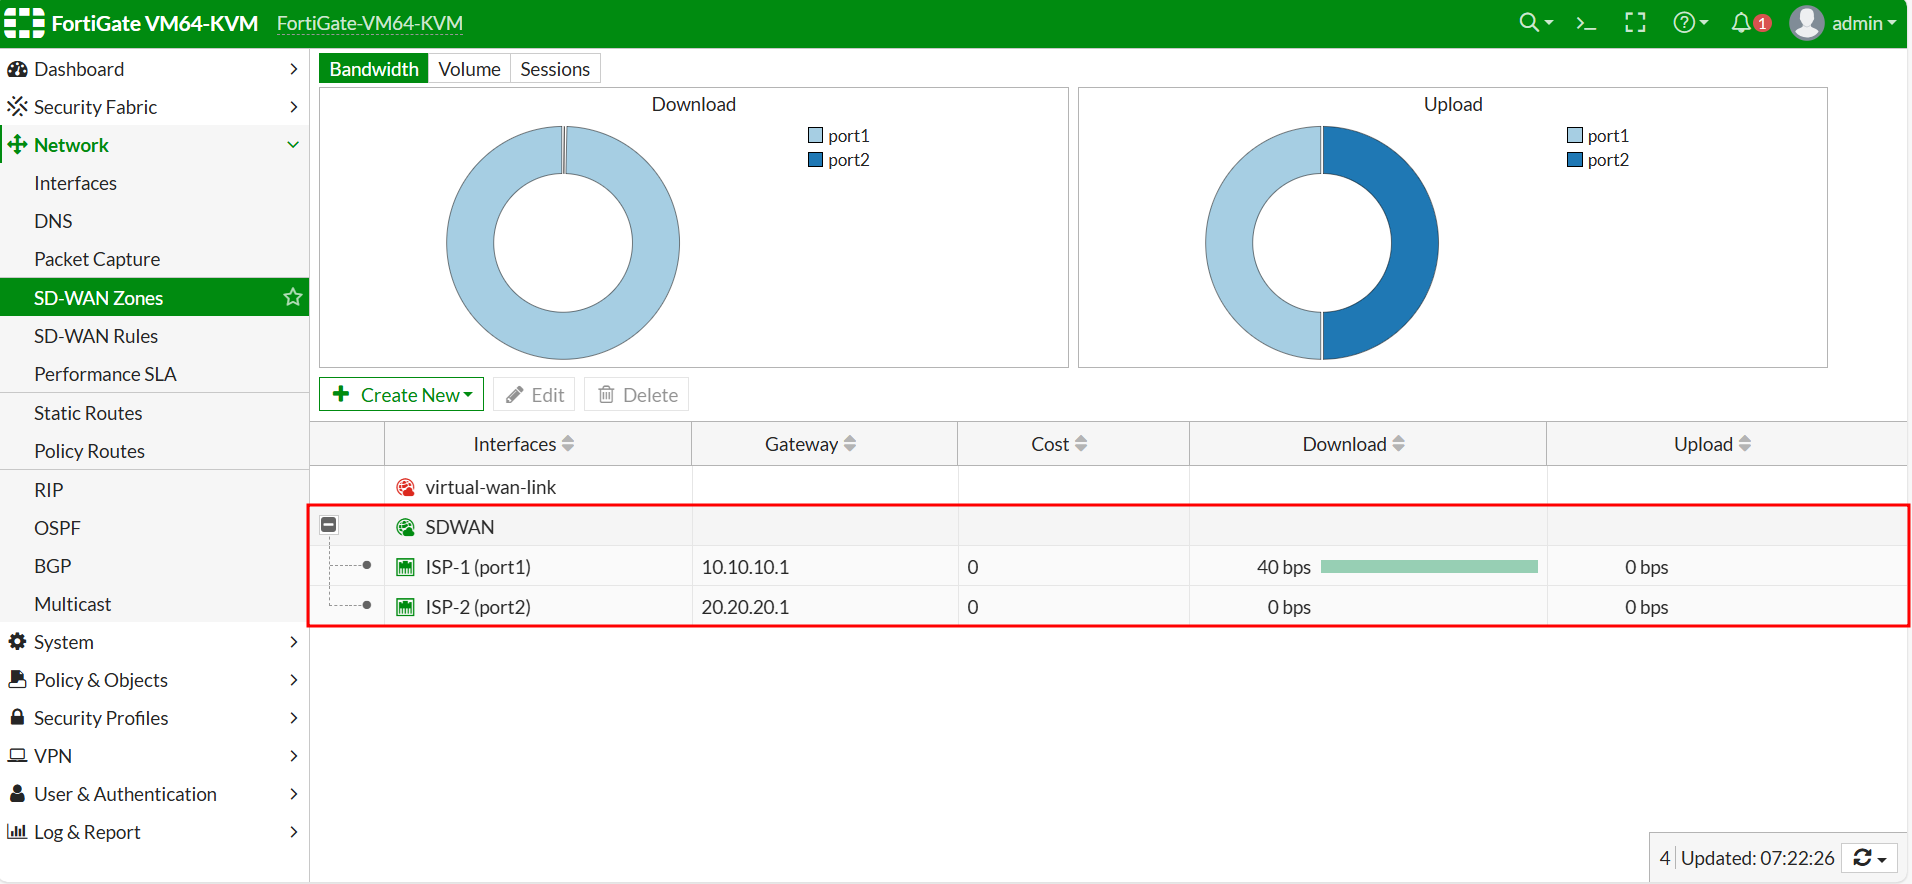 FortiGate VM64-KVM FortiGate-VM64-KVM 1 admin
Dashboard
Security Fabric
Network
Interfaces
DNS
Packet Capture
SD-WAN Zones
SD-WAN Rules
Performance SLA
Static Routes
Policy Routes
RIP
OSPF
BGP
Multicast
System
Policy & Objects
Security Profiles
VPN
User & Authentication
Log & Report
Bandwidth Volume Sessions
Download
port1
port2
Upload
port1
port2
Create New Edit Delete
Interfaces Gateway Cost Download Upload
virtual-wan-link
SDWAN
ISP-1 (port1) 10.10.10.1 0 40 bps 0 bps
ISP-2 (port2) 20.20.20.1 0 0 bps 0 bps
4 Updated: 07:22:26